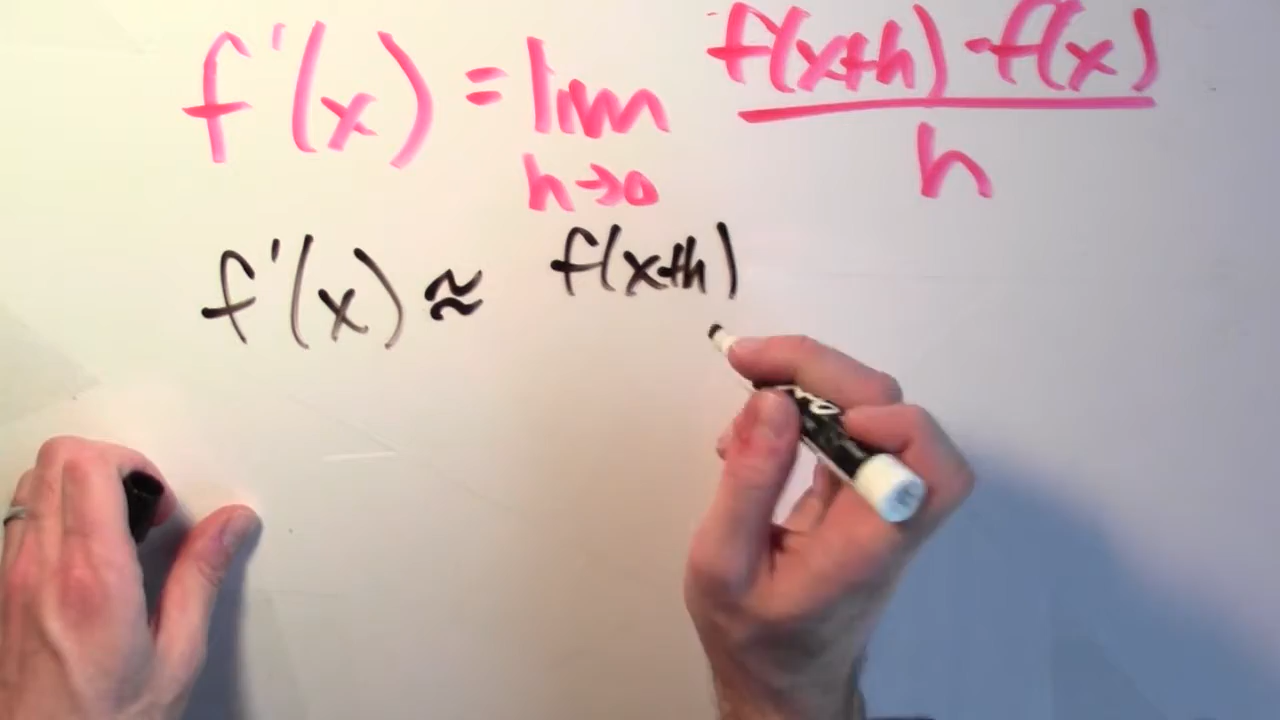 f'(x) = lim h→0 f(x+h) - f(x) / h
f'(x) ≈ f(x+h)